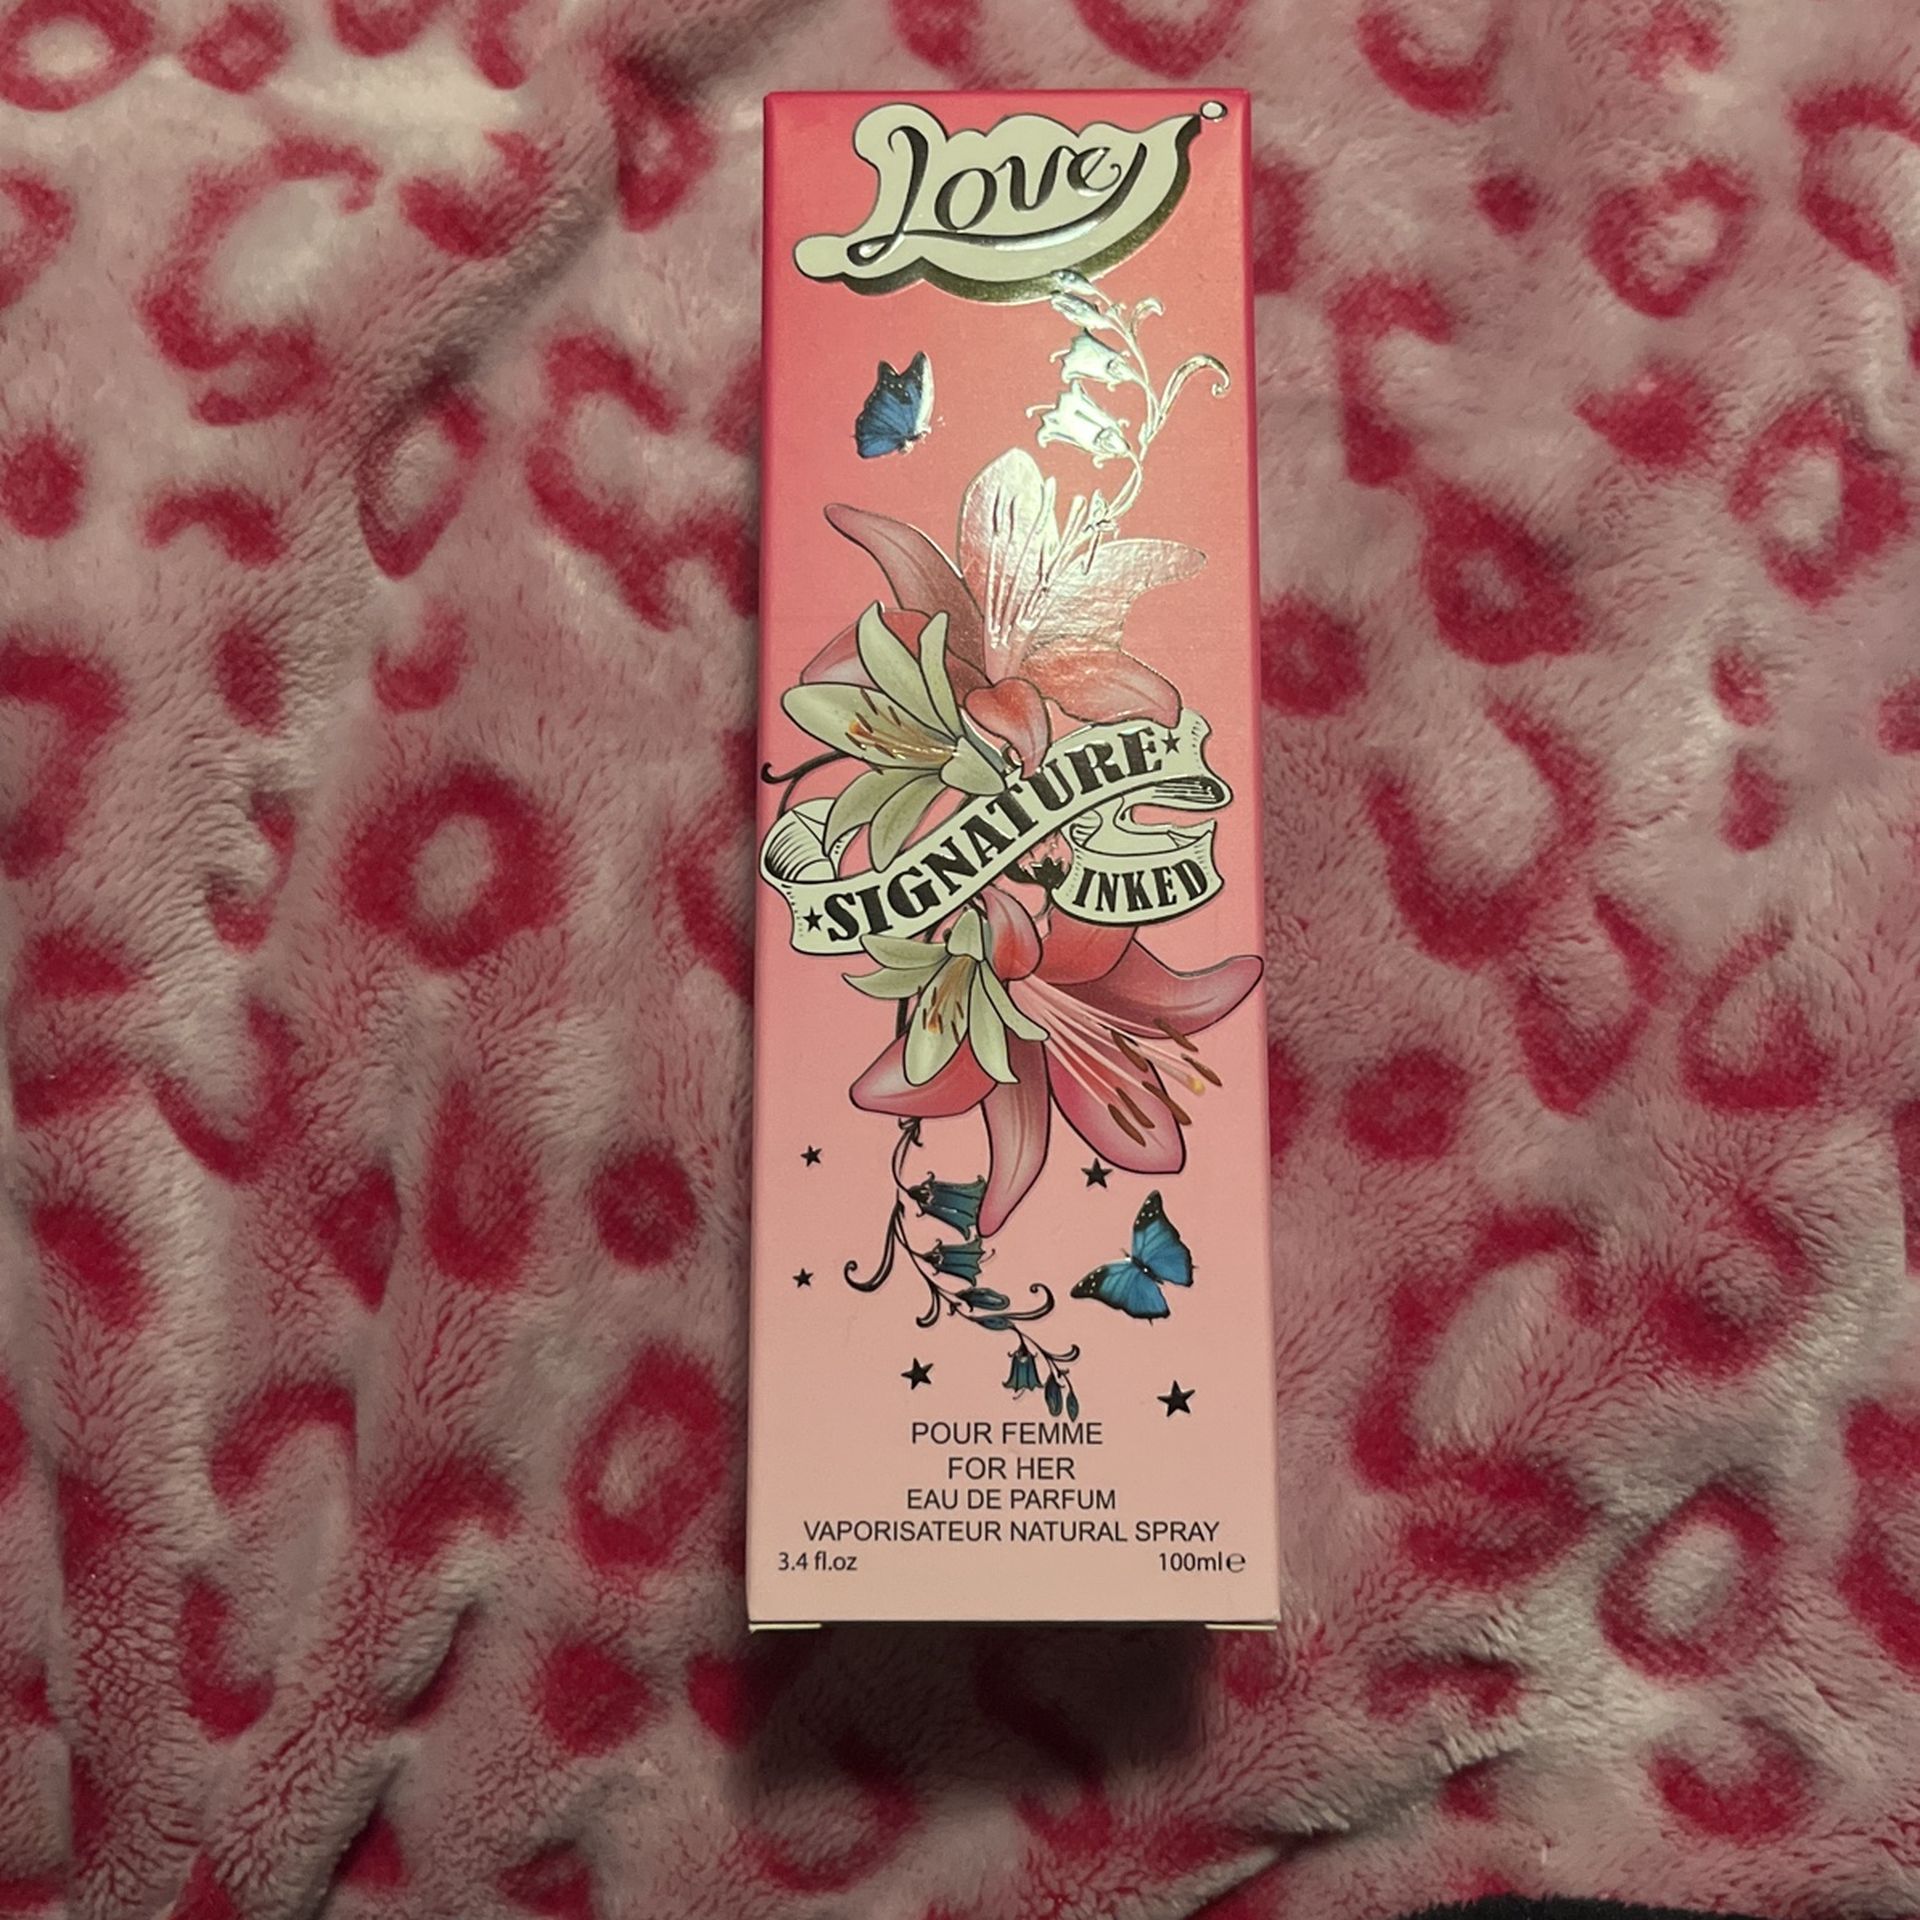 Love
★SIGNATURE★
INKED
POUR FEMME
FOR HER
EAU DE PARFUM
VAPORISATEUR NATURAL SPRAY
3.4 fl.oz 100ml℮